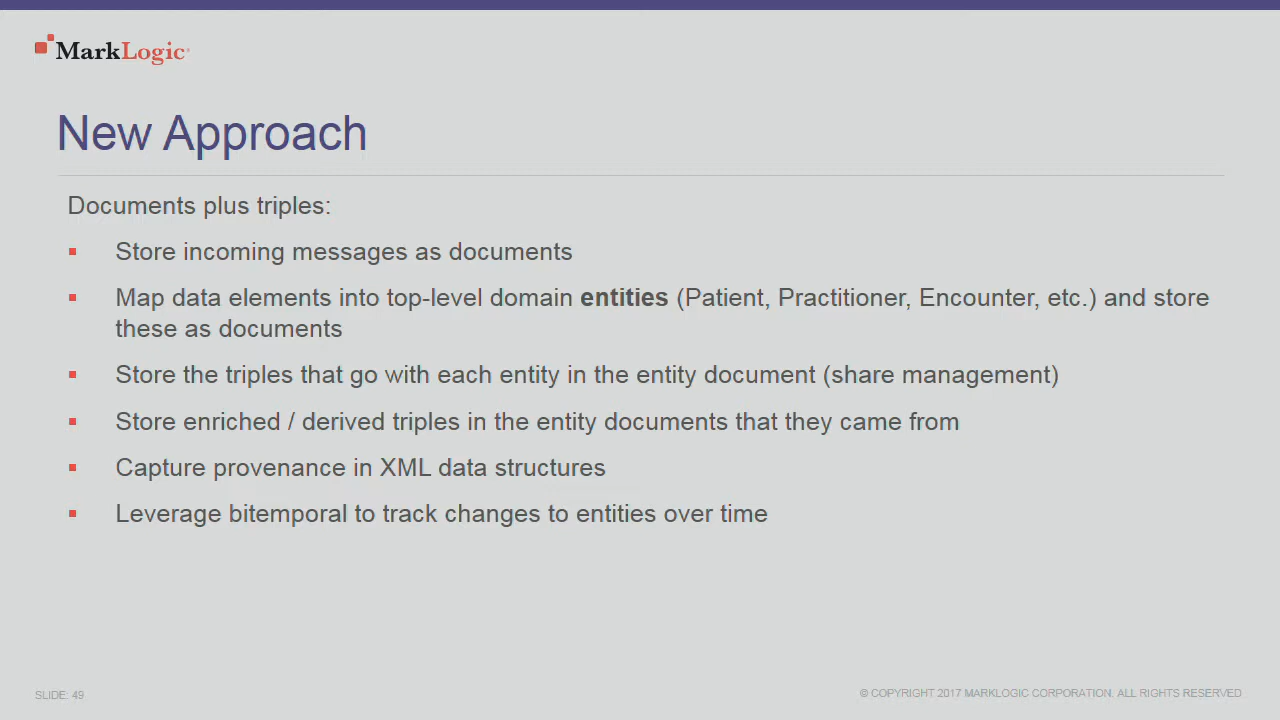 MarkLogic
New Approach
Documents plus triples:
▪ Store incoming messages as documents
▪ Map data elements into top-level domain entities (Patient, Practitioner, Encounter, etc.) and store
these as documents
▪ Store the triples that go with each entity in the entity document (share management)
▪ Store enriched / derived triples in the entity documents that they came from
▪ Capture provenance in XML data structures
▪ Leverage bitemporal to track changes to entities over time
SLIDE: 49
© COPYRIGHT 2017 MARKLOGIC CORPORATION. ALL RIGHTS RESERVED